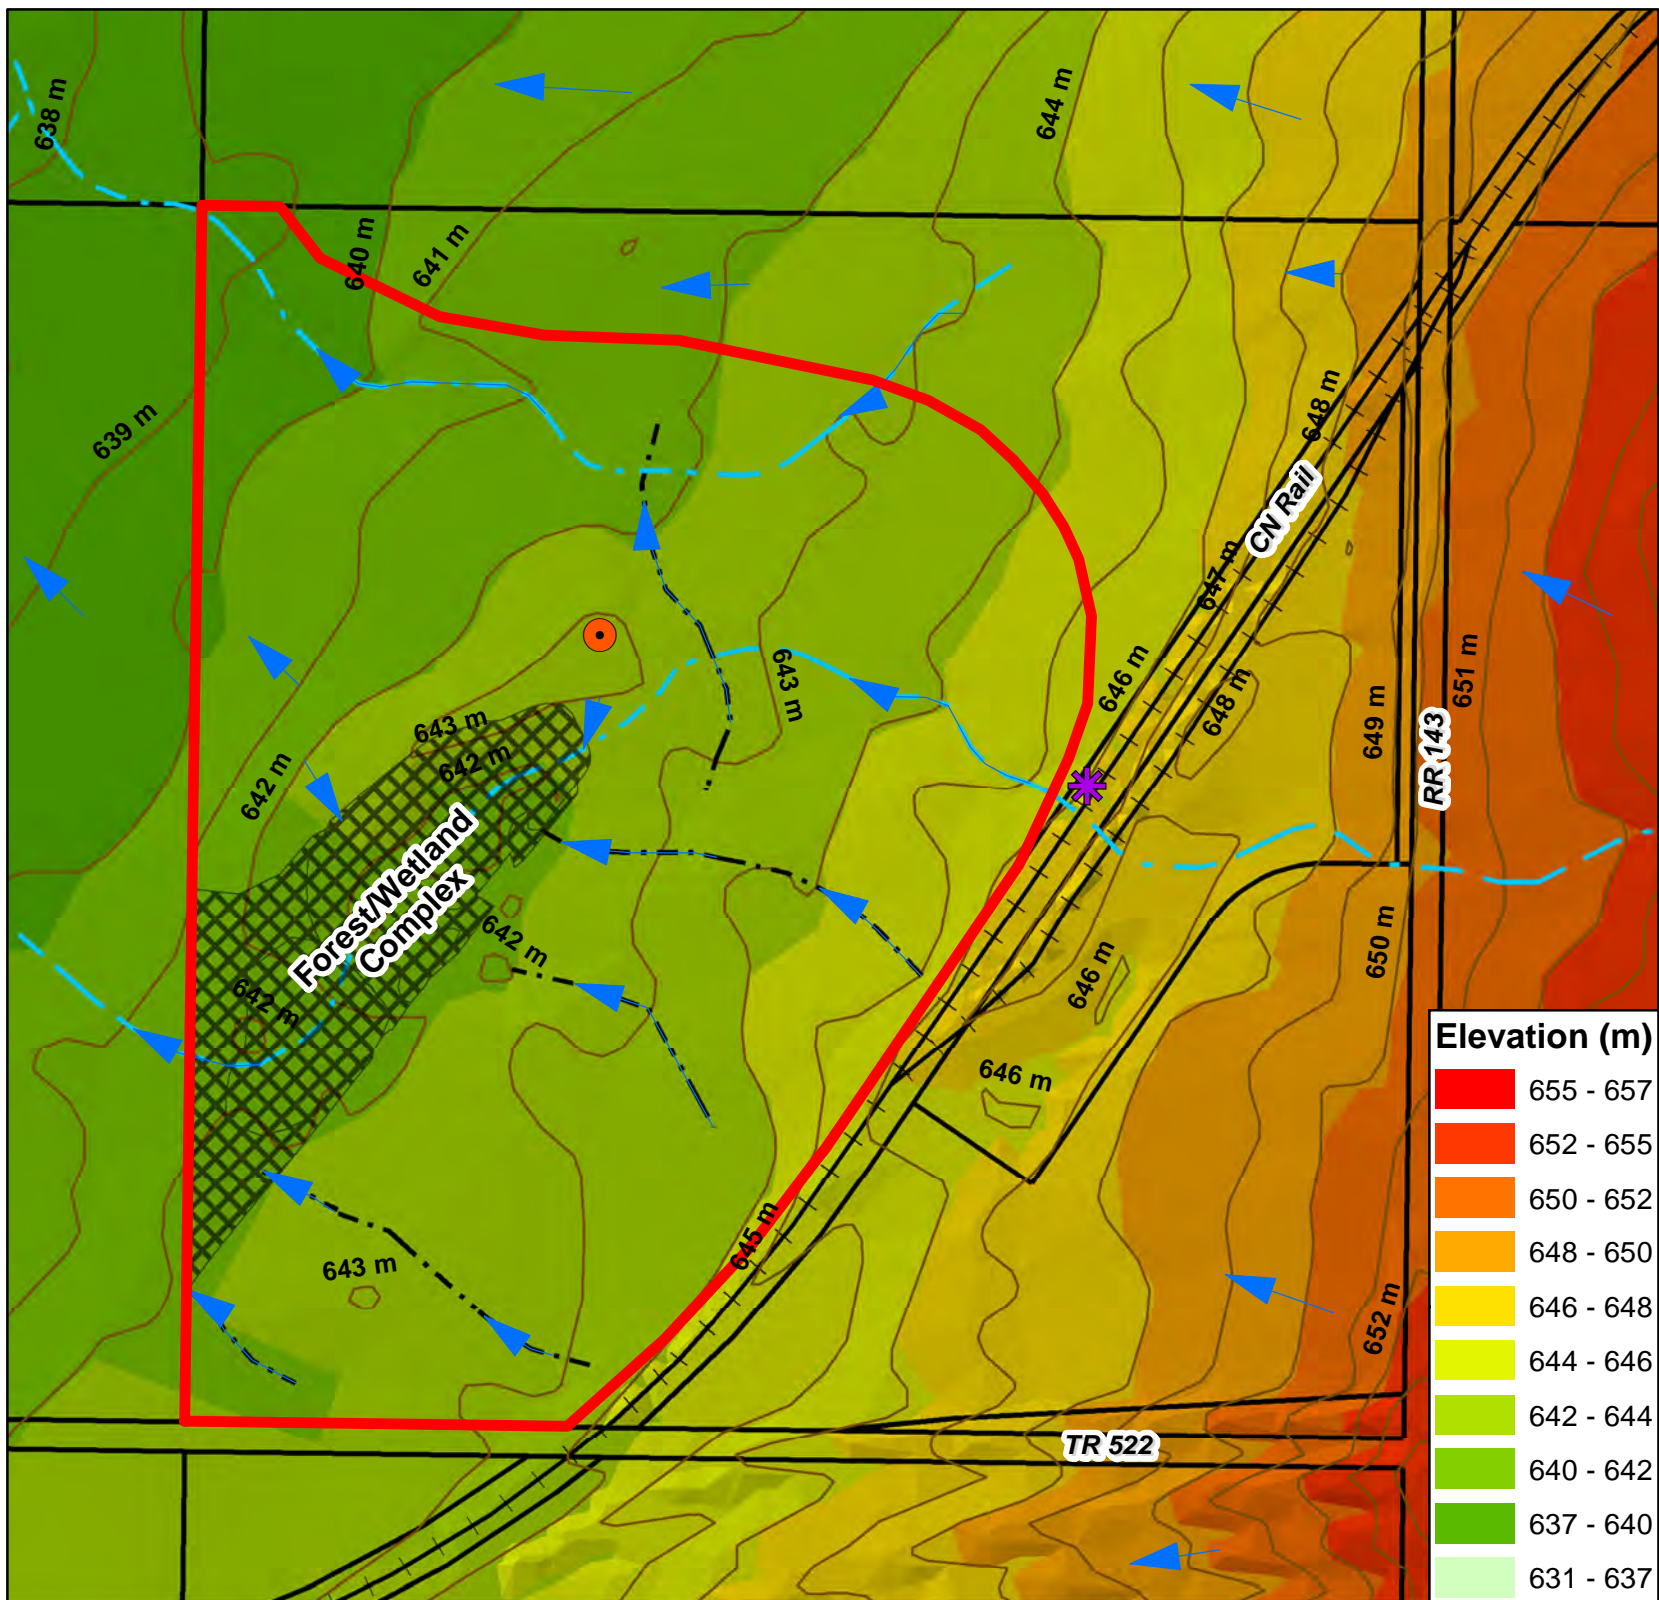 638 m
644 m
640 m
641 m
639 m
648 m
CN Rail
647 m
646 m
643 m
648 m
651 m
649 m
RR 143
643 m
642 m
642 m
Forest/Wetland
Complex
642 m
642 m
646 m
650 m
646 m
645 m
643 m
652 m
TR 522
Elevation (m)
655 - 657
652 - 655
650 - 652
648 - 650
646 - 648
644 - 646
642 - 644
640 - 642
637 - 640
631 - 637